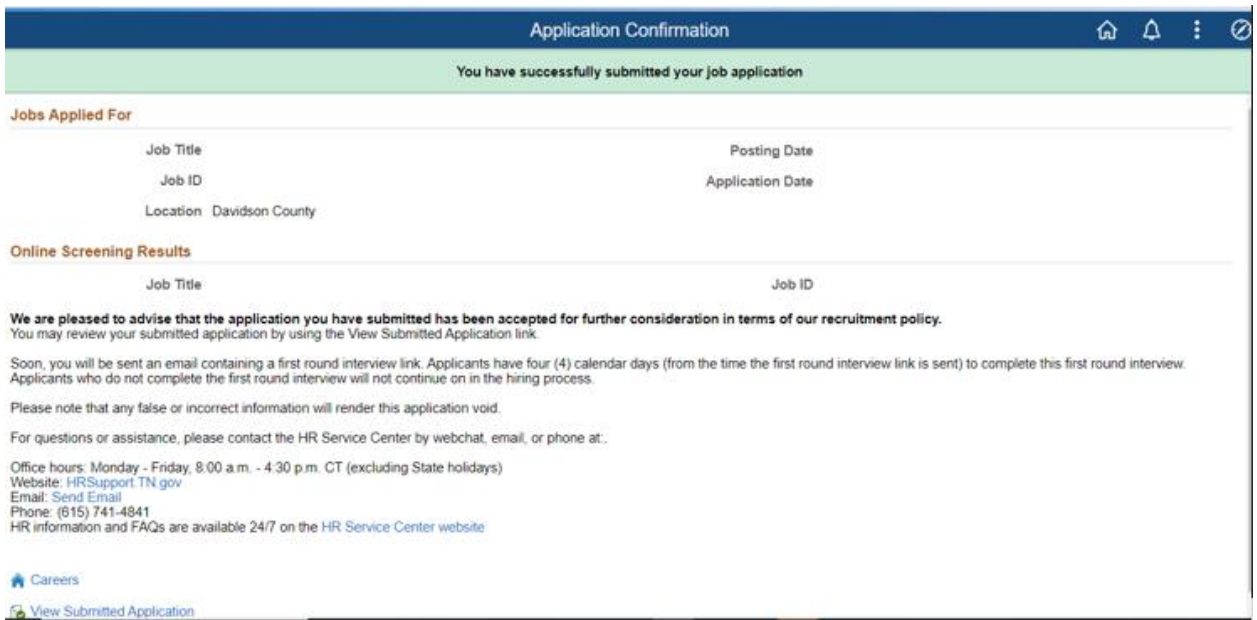 Application Confirmation
You have successfully submitted your job application
Jobs Applied For
Job Title
Posting Date
Job ID
Application Date
Location Davidson County
Online Screening Results
Job Title
Job ID
We are pleased to advise that the application you have submitted has been accepted for further consideration in terms of our recruitment policy.
You may review your submitted application by using the View Submitted Application link.
Soon, you will be sent an email containing a first round interview link. Applicants have four (4) calendar days (from the time the first round interview link is sent) to complete this first round interview.
Applicants who do not complete the first round interview will not continue on in the hiring process.
Please note that any false or incorrect information will render this application void.
For questions or assistance, please contact the HR Service Center by webchat, email, or phone at:.
Office hours: Monday - Friday, 8:00 a.m. - 4:30 p.m. CT (excluding State holidays)
Website: HRSupport TN gov
Email: Send Email
Phone: (615) 741-4841
HR information and FAQs are available 24/7 on the HR Service Center website
Careers
View Submitted Application